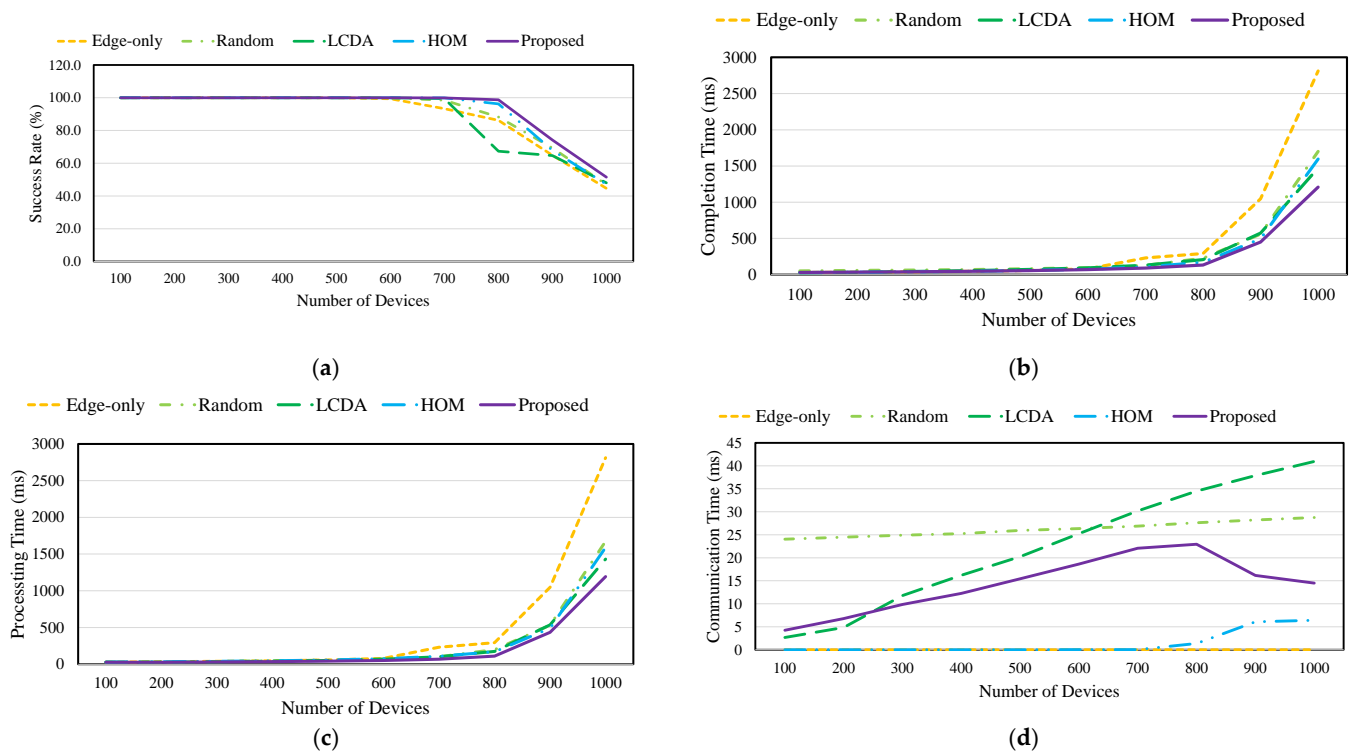 Edge-only Random LCDA HOM Proposed
120.0
100.0
80.0
60.0
40.0
20.0
0.0
Success Rate (%)
100 200 300 400 500 600 700 800 900 1000
Number of Devices
(a)
Edge-only Random LCDA HOM Proposed
3000
2500
2000
1500
1000
500
0
Completion Time (ms)
100 200 300 400 500 600 700 800 900 1000
Number of Devices
(b)
Edge-only Random LCDA HOM Proposed
3000
2500
2000
1500
1000
500
0
Processting Time (ms)
100 200 300 400 500 600 700 800 900 1000
Number of Devices
(c)
Edge-only Random LCDA HOM Proposed
45
40
35
30
25
20
15
10
5
0
Communication Time (ms)
100 200 300 400 500 600 700 800 900 1000
Number of Devices
(d)